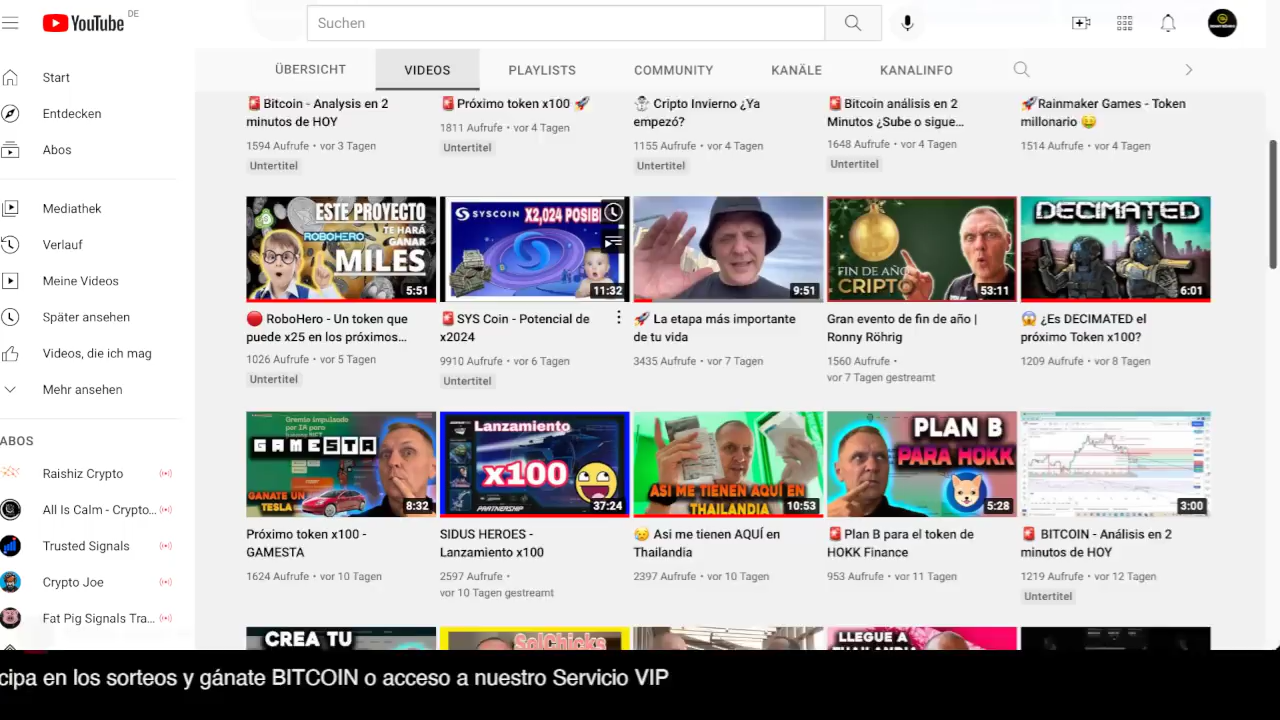 YouTube DE
Suchen
ÜBERSICHT VIDEOS PLAYLISTS COMMUNITY KANÄLE KANALINFO
Start
Entdecken
Abos
Mediathek
Verlauf
Meine Videos
Später ansehen
Videos, die ich mag
Mehr ansehen
ABOS
Raishiz Crypto
All Is Calm - Crypto...
Trusted Signals
Crypto Joe
Fat Pig Signals Tra...
🚨Bitcoin - Analysis en 2
minutos de HOY
1594 Aufrufe • vor 3 Tagen
Untertitel
🚨Próximo token x100 🚀
1811 Aufrufe • vor 4 Tagen
Untertitel
☃️ Cripto Invierno ¿Ya
empezó?
1155 Aufrufe • vor 4 Tagen
Untertitel
🚨Bitcoin análisis en 2
Minutos ¿Sube o sigue...
1648 Aufrufe • vor 4 Tagen
Untertitel
🚀Rainmaker Games - Token
millonario 🤑
1514 Aufrufe • vor 4 Tagen
ESTE PROYECTO
ROBOHERO TE HARÁ
GANAR
MILES
5:51
🔴 RoboHero - Un token que
puede x25 en los próximos...
1026 Aufrufe • vor 5 Tagen
Untertitel
SYSCOIN X2,024 POSIBL
11:32
🚨SYS Coin - Potencial de
x2024
9910 Aufrufe • vor 6 Tagen
Untertitel
9:51
🚀 La etapa más importante
de tu vida
3435 Aufrufe • vor 7 Tagen
FIN DE AÑO
CRIPTO
53:11
Gran evento de fin de año |
Ronny Röhrig
1560 Aufrufe •
vor 7 Tagen gestreamt
DECIMATED
6:01
😱 ¿Es DECIMATED el
próximo Token x100?
1209 Aufrufe • vor 8 Tagen
Gremio impulsado
por IA para
GAMESTA
GANATE UN
TESLA
8:32
Próximo token x100 -
GAMESTA
1624 Aufrufe • vor 10 Tagen
Lanzamiento
x100
PARTNERSHIP
37:24
SIDUS HEROES -
Lanzamiento x100
2597 Aufrufe •
vor 10 Tagen gestreamt
ASI ME TIENEN AQUÍ EN
THAILANDIA
10:53
😥 Asi me tienen AQUÍ en
Thailandia
2397 Aufrufe • vor 10 Tagen
PLAN B
PARA HOKK
5:28
🚨Plan B para el token de
HOKK Finance
953 Aufrufe • vor 11 Tagen
3:00
🚨 BITCOIN - Análisis en 2
minutos de HOY
1219 Aufrufe • vor 12 Tagen
Untertitel
CREA TU
SolChicks
LLEGUE A
THAILANDIA
cipa en los sorteos y gánate BITCOIN o acceso a nuestro Servicio VIP